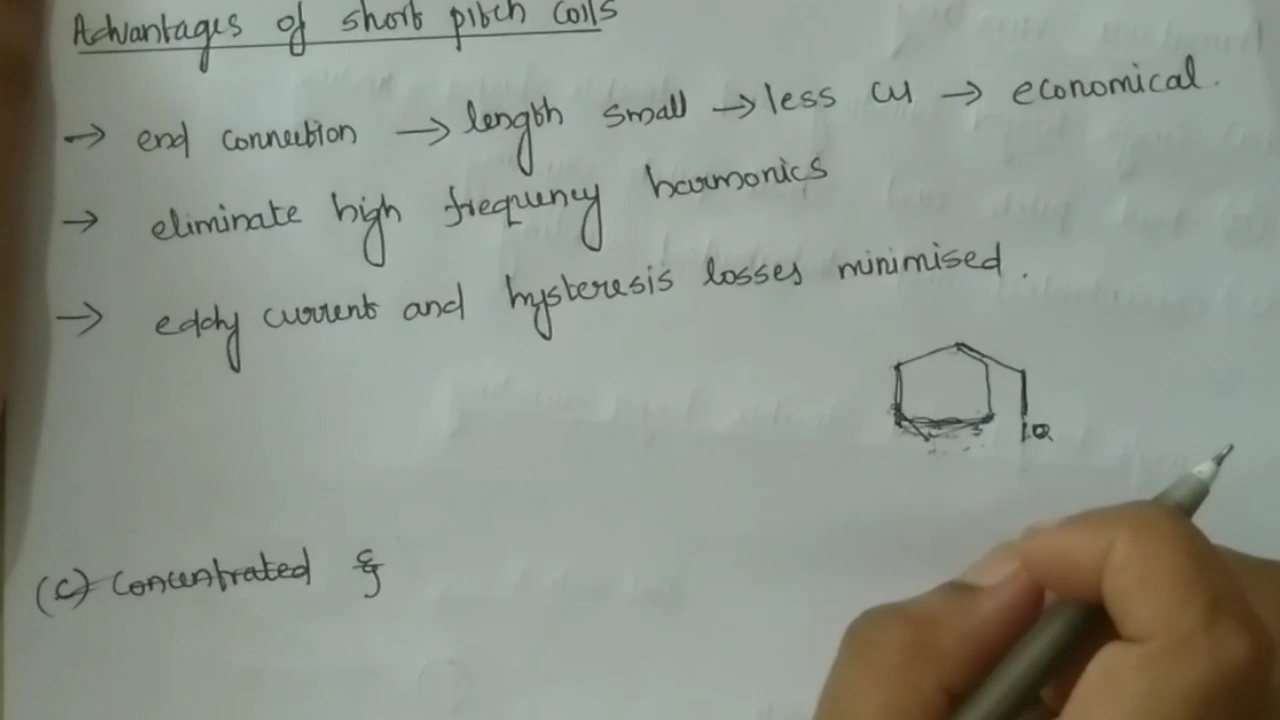 Advantages of short pitch coils
→ end connection → length small → less cu → economical.
→ eliminate high frequency harmonics
→ eddy current and hysteresis losses minimised.
(c) Concentrated &